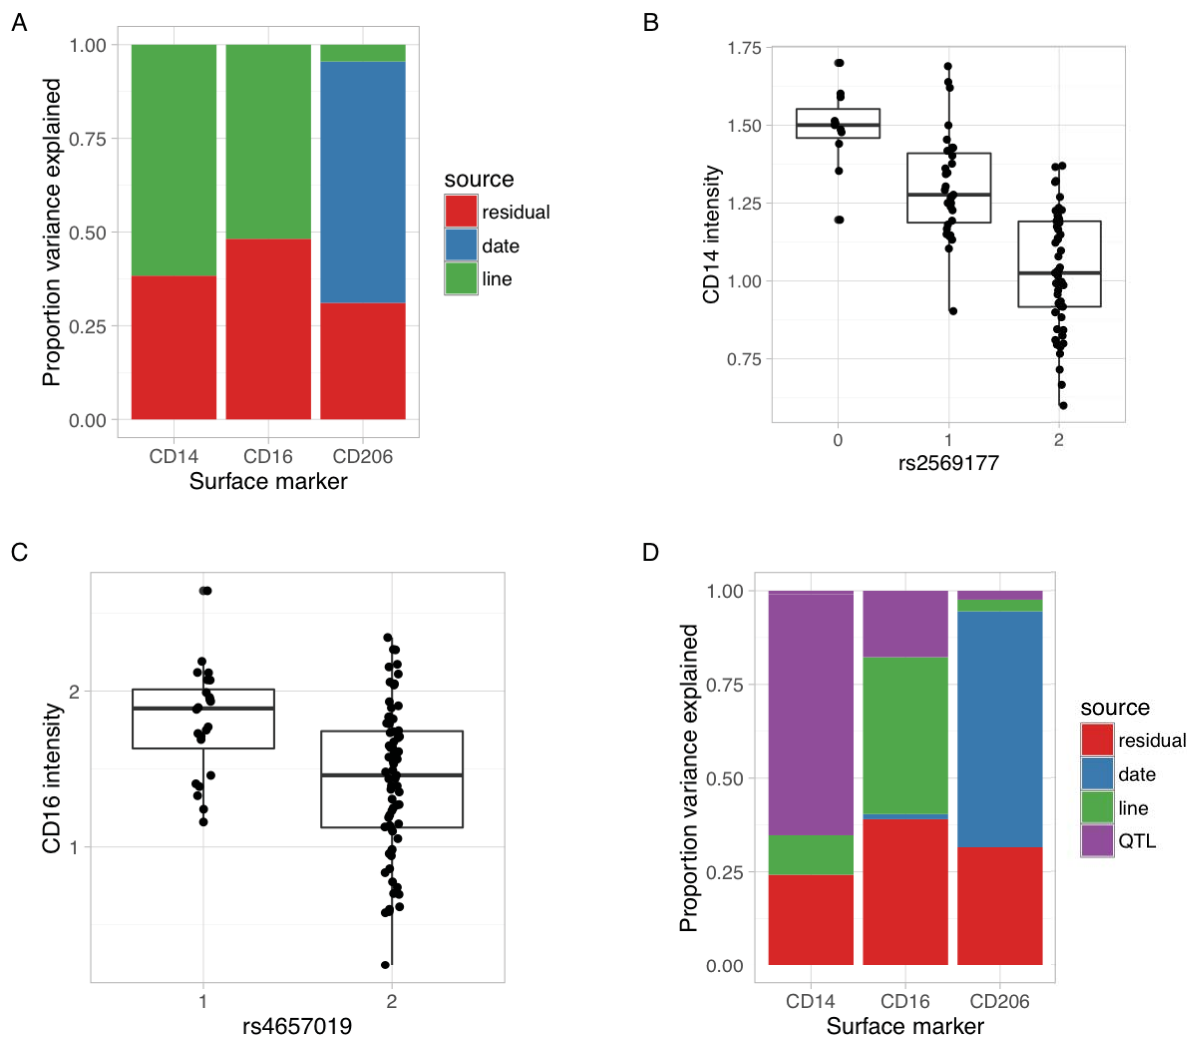 A
1.00
0.75
0.50
0.25
0.00
Proportion variance explained
CD14 CD16 CD206
Surface marker
source
residual
date
line
B
1.75
1.50
1.25
1.00
0.75
CD14 intensity
0 1 2
rs2569177
C
2
1
CD16 intensity
1 2
rs4657019
D
1.00
0.75
0.50
0.25
0.00
Proportion variance explained
CD14 CD16 CD206
Surface marker
source
residual
date
line
QTL